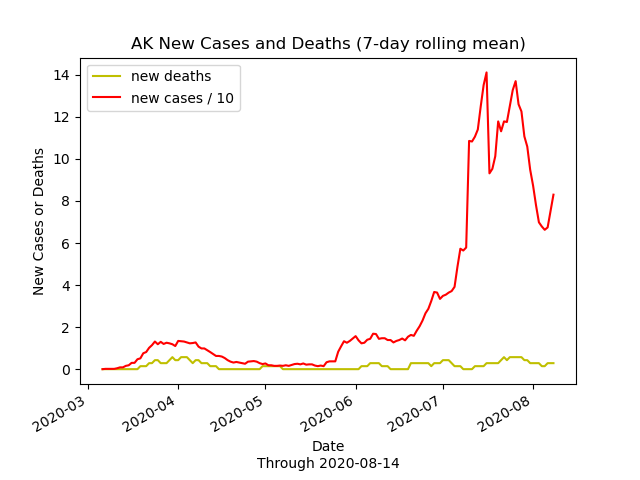 AK New Cases and Deaths (7-day rolling mean)
new deaths
new cases / 10
14
12
10
8
6
4
2
0
New Cases or Deaths
2020-03
2020-04
2020-05
2020-06
2020-07
2020-08
Date
Through 2020-08-14